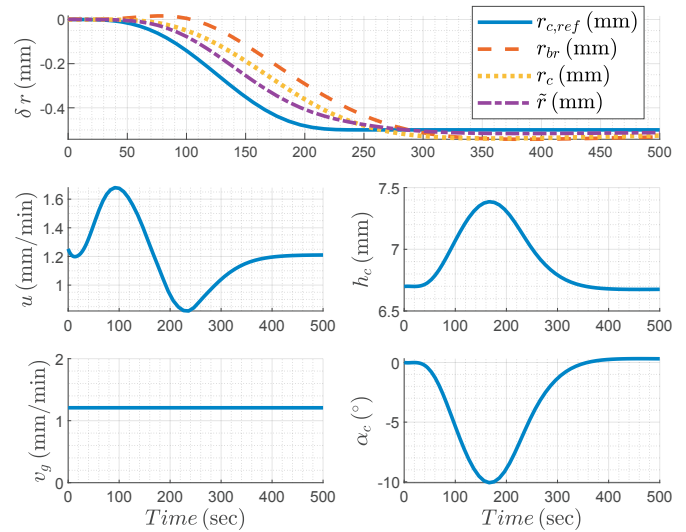 0
-0.2
-0.4
δ r (mm)
0 50 100 150 200 250 300 350 400 450 500
r_{c,ref} (mm)
r_{br} (mm)
r_c (mm)
r̃ (mm)
1.6
1.4
1.2
1
u (mm/min)
0 100 200 300 400 500
7.5
7
6.5
h_c (mm)
0 100 200 300 400 500
2
1
0
v_g (mm/min)
0 100 200 300 400 500
Time (sec)
0
-5
-10
α_c (°)
0 100 200 300 400 500
Time (sec)